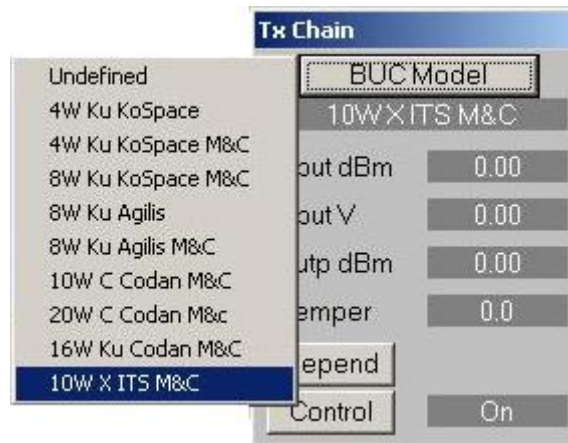 Tx Chain
BUC Model
10W X ITS M&C
Undefined
4W Ku KoSpace
4W Ku KoSpace M&C
8W Ku KoSpace M&C
8W Ku Agilis
8W Ku Agilis M&C
10W C Codan M&C
20W C Codan M&c
16W Ku Codan M&C
10W X ITS M&C
put dBm 0.00
put V 0.00
utp dBm 0.00
emper 0.0
epend
Control On